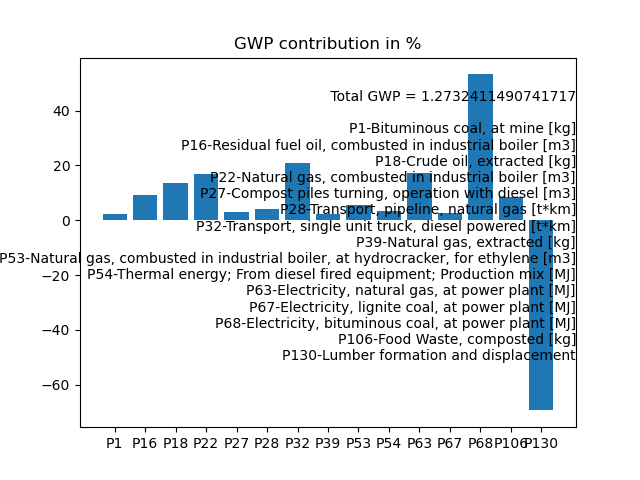 GWP contribution in %
Total GWP = 1.2732411490741717
P1-Bituminous coal, at mine [kg]
P16-Residual fuel oil, combusted in industrial boiler [m3]
P18-Crude oil, extracted [kg]
P22-Natural gas, combusted in industrial boiler [m3]
P27-Compost piles turning, operation with diesel [m3]
P28-Transport, pipeline, natural gas [t*km]
P32-Transport, single unit truck, diesel powered [t*km]
P39-Natural gas, extracted [kg]
P53-Natural gas, combusted in industrial boiler, at hydrocracker, for ethylene [m3]
P54-Thermal energy; From diesel fired equipment; Production mix [MJ]
P63-Electricity, natural gas, at power plant [MJ]
P67-Electricity, lignite coal, at power plant [MJ]
P68-Electricity, bituminous coal, at power plant [MJ]
P106-Food Waste, composted [kg]
P130-Lumber formation and displacement
40
20
0
−20
−40
−60
P1 P16 P18 P22 P27 P28 P32 P39 P53 P54 P63 P67 P68 P106 P130